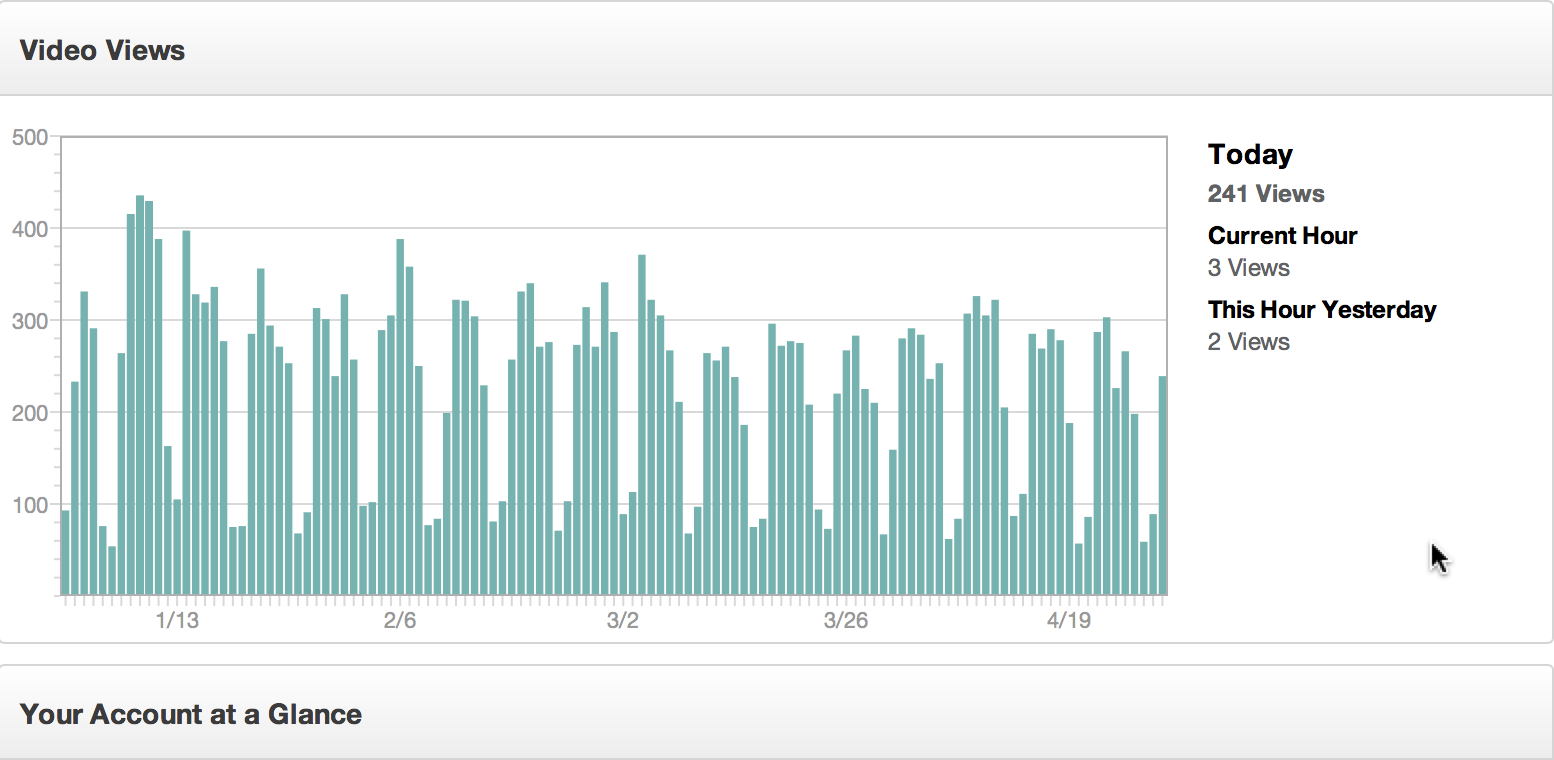 Video Views
500
400
300
200
100
1/13 2/6 3/2 3/26 4/19
Today
241 Views
Current Hour
3 Views
This Hour Yesterday
2 Views
Your Account at a Glance